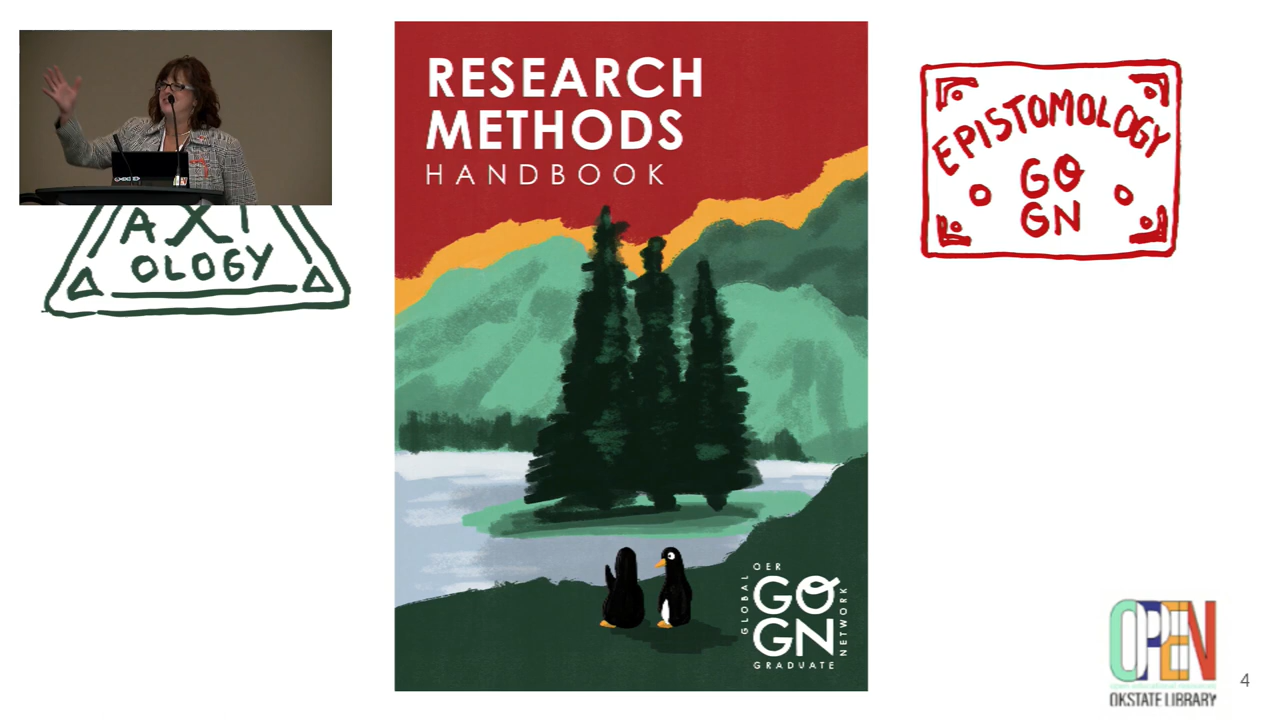 AXI
OLOGY
RESEARCH
METHODS
HANDBOOK
EPISTOMOLOGY
GO
GN
OER
GLOBAL
GO
GN
NETWORK
GRADUATE
OPEN
OKSTATE LIBRARY
4